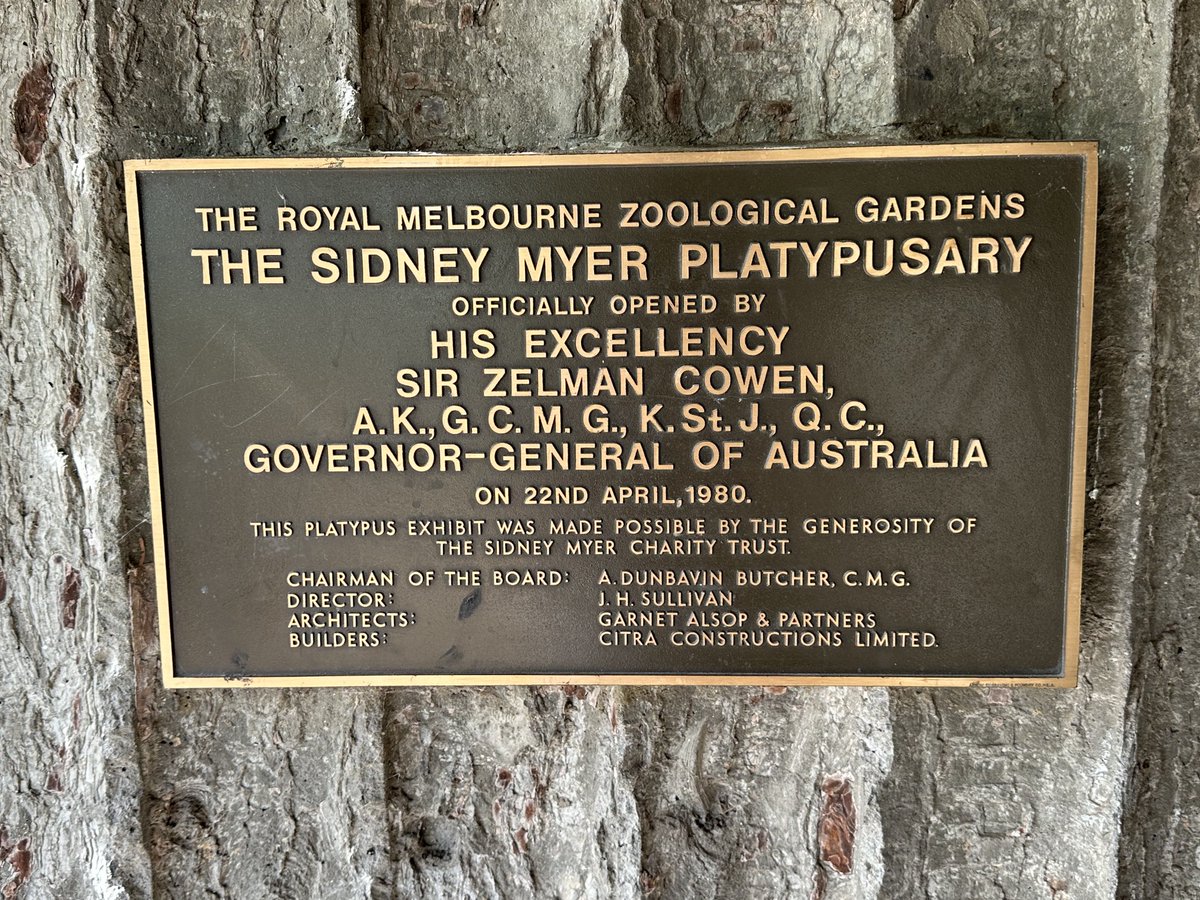 THE ROYAL MELBOURNE ZOOLOGICAL GARDENS
THE SIDNEY MYER PLATYPUSARY
OFFICIALLY OPENED BY
HIS EXCELLENCY
SIR ZELMAN COWEN,
A.K., G.C.M.G., K.St.J., Q.C.,
GOVERNOR-GENERAL OF AUSTRALIA
ON 22ND APRIL, 1980.
THIS PLATYPUS EXHIBIT WAS MADE POSSIBLE BY THE GENEROSITY OF
THE SIDNEY MYER CHARITY TRUST.
CHAIRMAN OF THE BOARD: A. DUNBAVIN BUTCHER, C.M.G.
DIRECTOR: J. H. SULLIVAN
ARCHITECTS: GARNET ALSOP & PARTNERS
BUILDERS: CITRA CONSTRUCTIONS LIMITED.